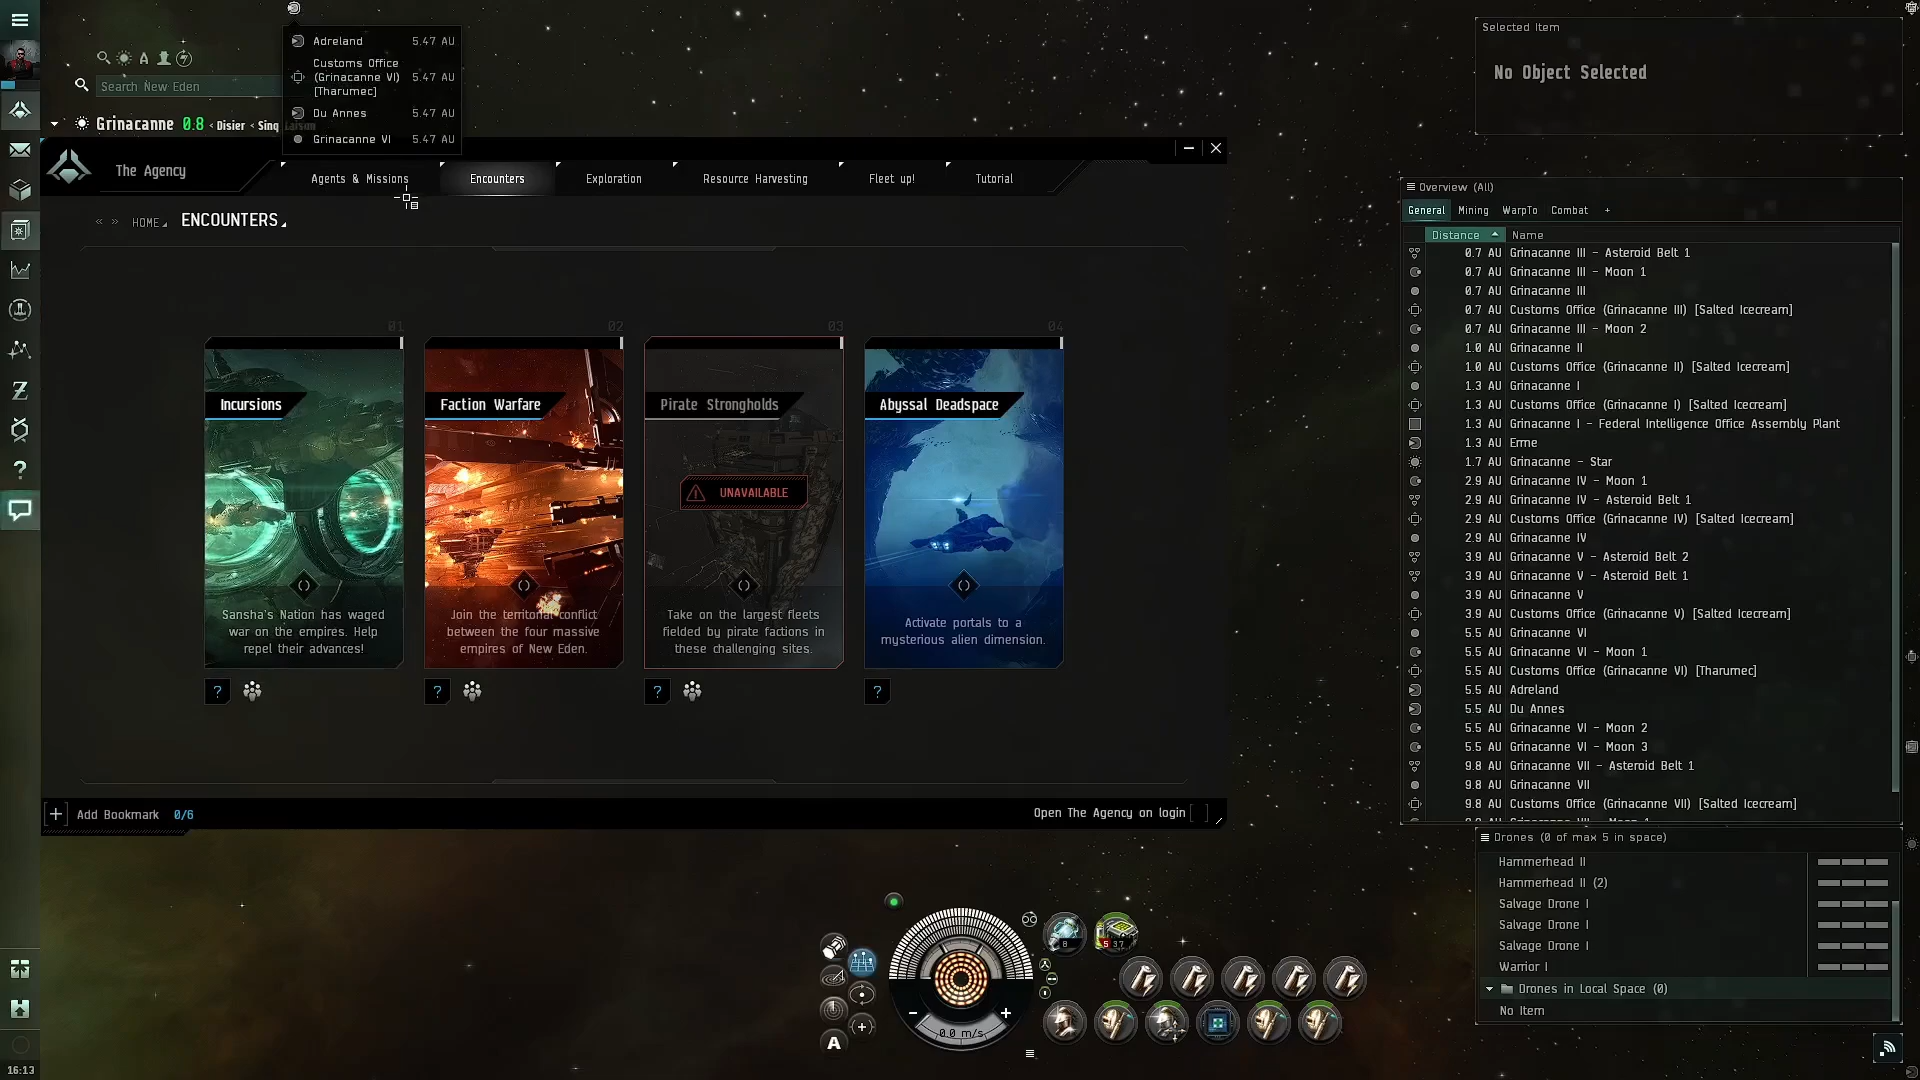 Adreland 5.47 AU
Customs Office
(Grinacanne VI) 5.47 AU
[Tharumec]
Du Annes 5.47 AU
Grinacanne VI 5.47 AU
Search New Eden
Grinacanne 0.8 < Disier < Sinq Laison
The Agency
Agents & Missions
Encounters
Exploration
Resource Harvesting
Fleet up!
Tutorial
« » HOME ENCOUNTERS
01
02
03
04
Incursions
Sansha's Nation has waged
war on the empires. Help
repel their advances!
Faction Warfare
Join the territorial conflict
between the four massive
empires of New Eden.
Pirate Strongholds
UNAVAILABLE
Take on the largest fleets
fielded by pirate factions in
these challenging sites.
Abyssal Deadspace
Activate portals to a
mysterious alien dimension.
?
?
?
?
Add Bookmark 0/6
Open The Agency on login
Selected Item
No Object Selected
Overview (All)
General Mining WarpTo Combat +
Distance Name
0.7 AU Grinacanne III - Asteroid Belt 1
0.7 AU Grinacanne III - Moon 1
0.7 AU Grinacanne III
0.7 AU Customs Office (Grinacanne III) [Salted Icecream]
0.7 AU Grinacanne III - Moon 2
1.0 AU Grinacanne II
1.0 AU Customs Office (Grinacanne II) [Salted Icecream]
1.3 AU Grinacanne I
1.3 AU Customs Office (Grinacanne I) [Salted Icecream]
1.3 AU Grinacanne I - Federal Intelligence Office Assembly Plant
1.3 AU Erme
1.7 AU Grinacanne - Star
2.9 AU Grinacanne IV - Moon 1
2.9 AU Grinacanne IV - Asteroid Belt 1
2.9 AU Customs Office (Grinacanne IV) [Salted Icecream]
2.9 AU Grinacanne IV
3.9 AU Grinacanne V - Asteroid Belt 2
3.9 AU Grinacanne V - Asteroid Belt 1
3.9 AU Grinacanne V
3.9 AU Customs Office (Grinacanne V) [Salted Icecream]
5.5 AU Grinacanne VI
5.5 AU Grinacanne VI - Moon 1
5.5 AU Customs Office (Grinacanne VI) [Tharumec]
5.5 AU Adreland
5.5 AU Du Annes
5.5 AU Grinacanne VI - Moon 2
5.5 AU Grinacanne VI - Moon 3
9.8 AU Grinacanne VII - Asteroid Belt 1
9.8 AU Grinacanne VII
9.8 AU Customs Office (Grinacanne VII) [Salted Icecream]
Drones (0 of max 5 in space)
Hammerhead II
Hammerhead II (2)
Salvage Drone I
Salvage Drone I
Salvage Drone I
Warrior I
Drones in Local Space (0)
No Item
8
5 37
- +
0.0 m/s
A
16:13